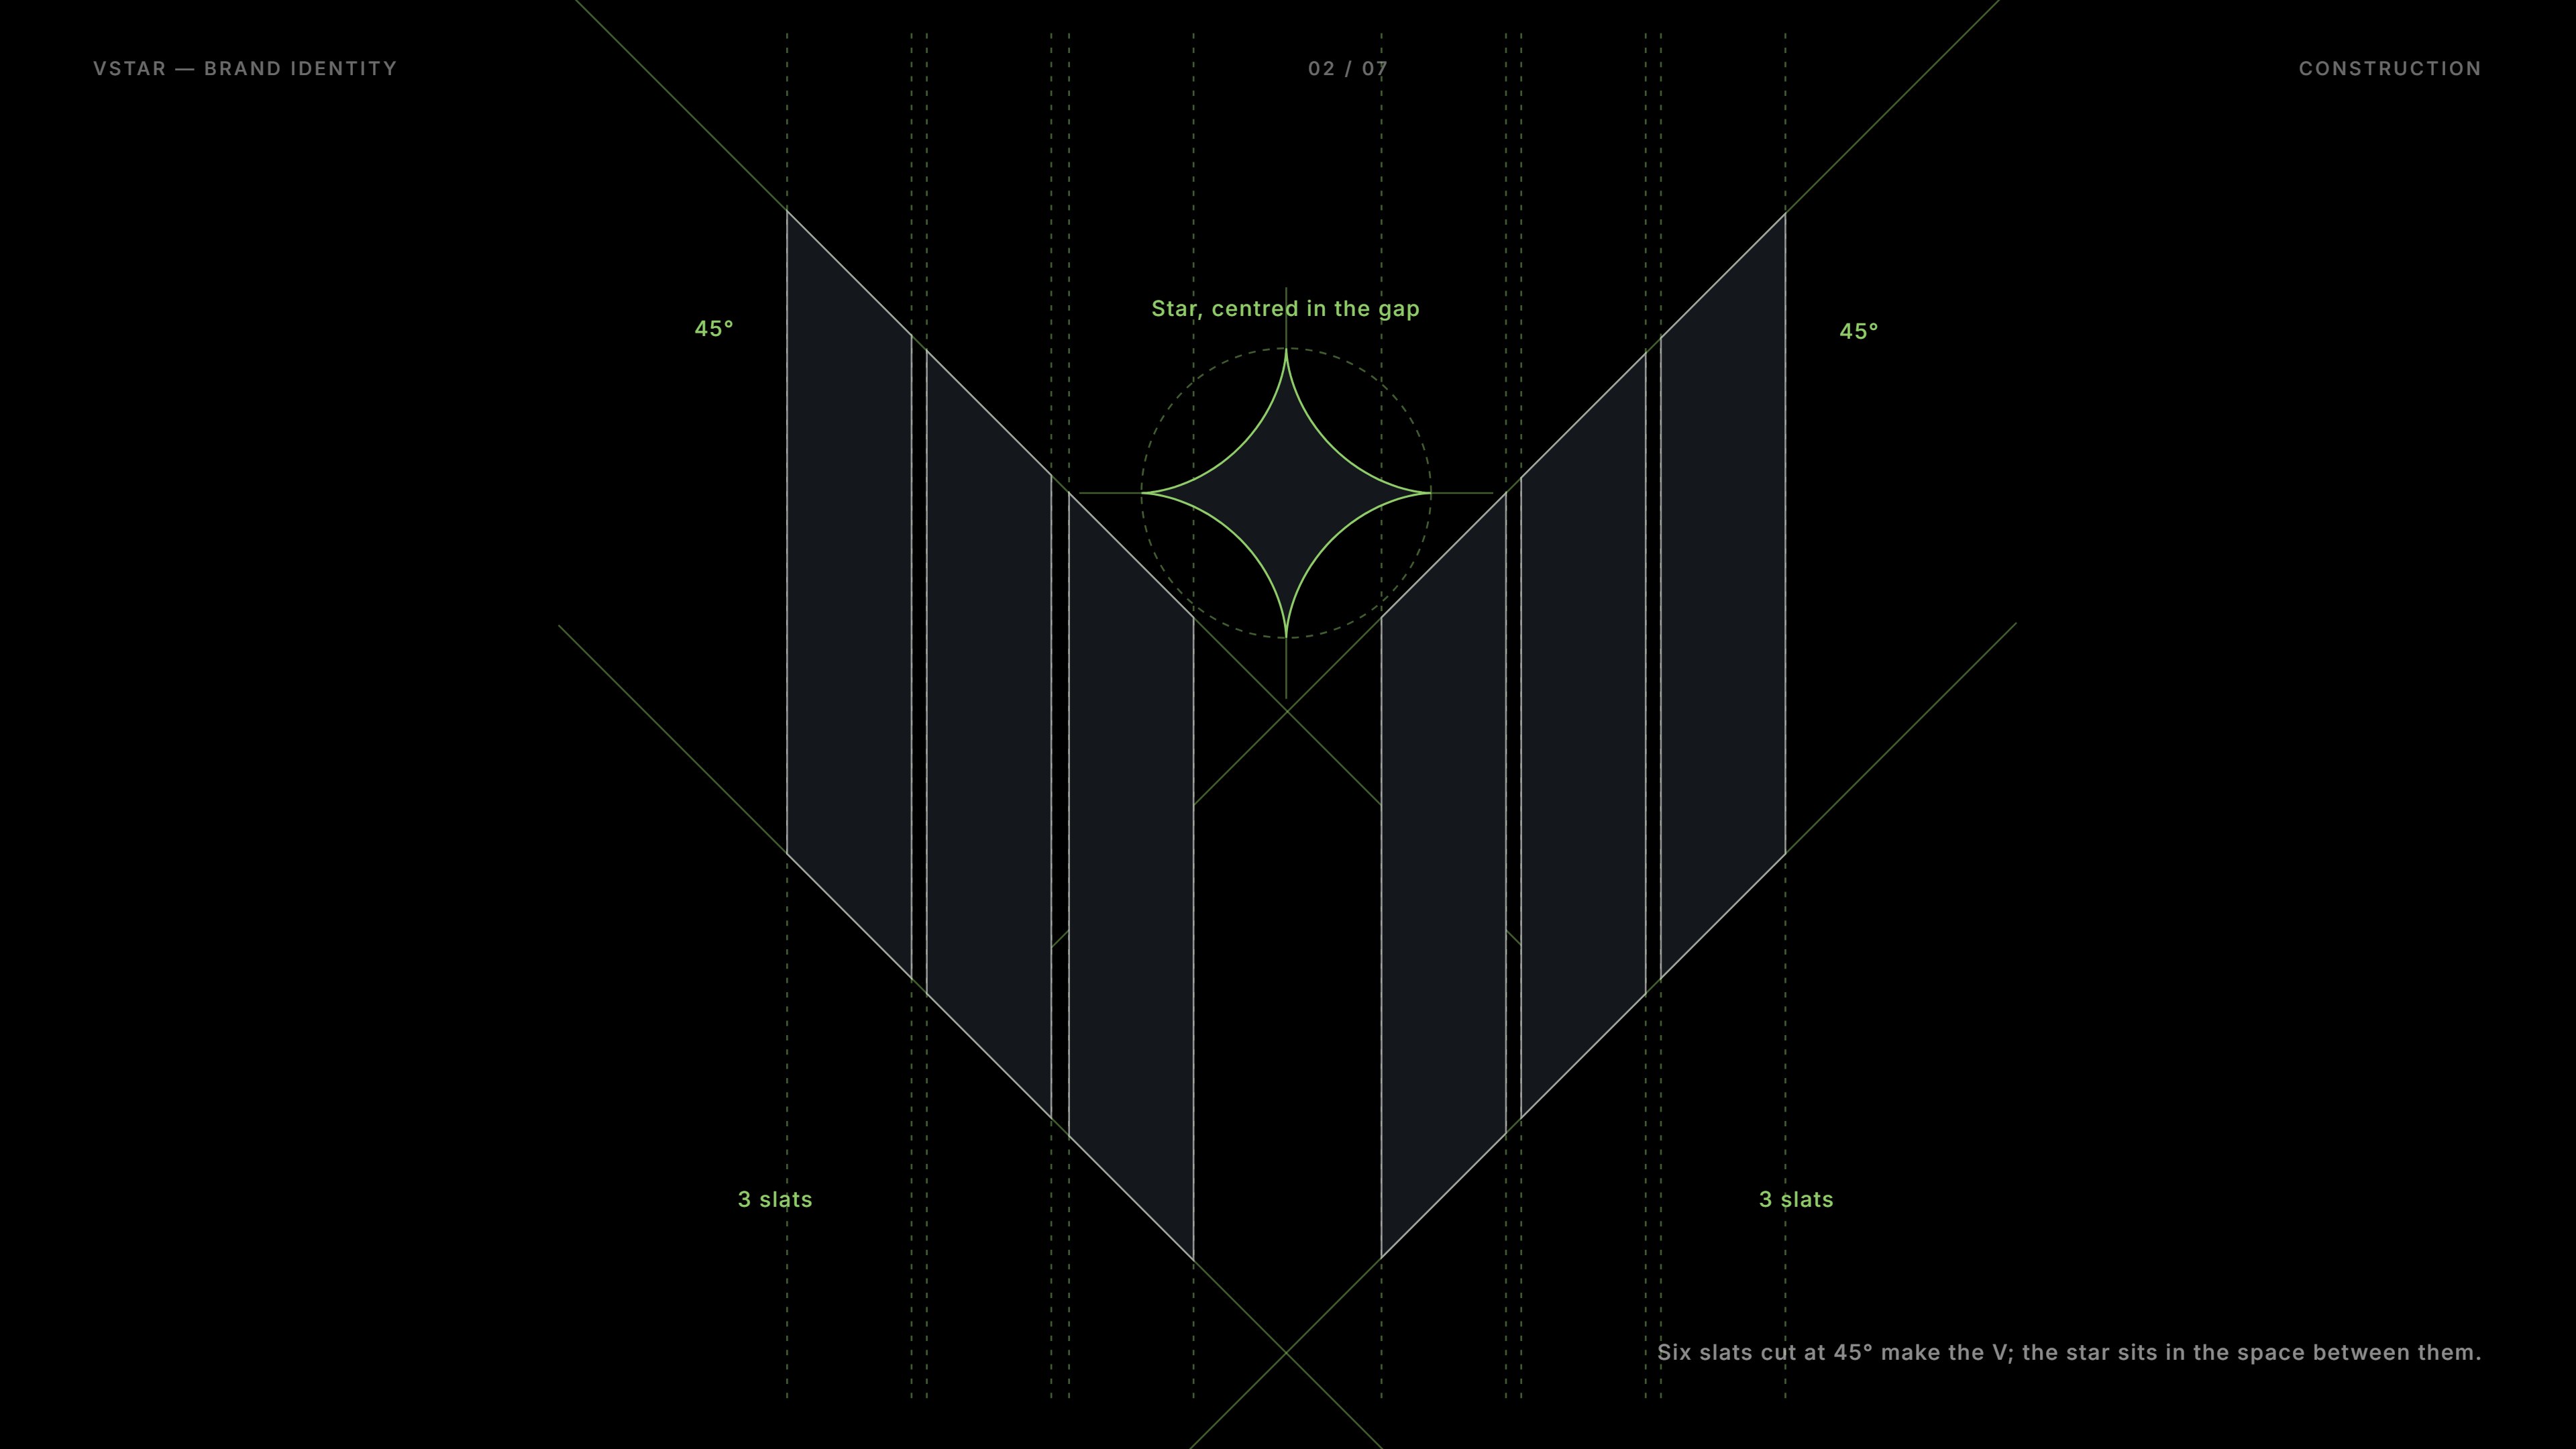 VSTAR — BRAND IDENTITY
02 / 07
CONSTRUCTION
Star, centred in the gap
45°
45°
3 slats
3 slats
Six slats cut at 45° make the V; the star sits in the space between them.